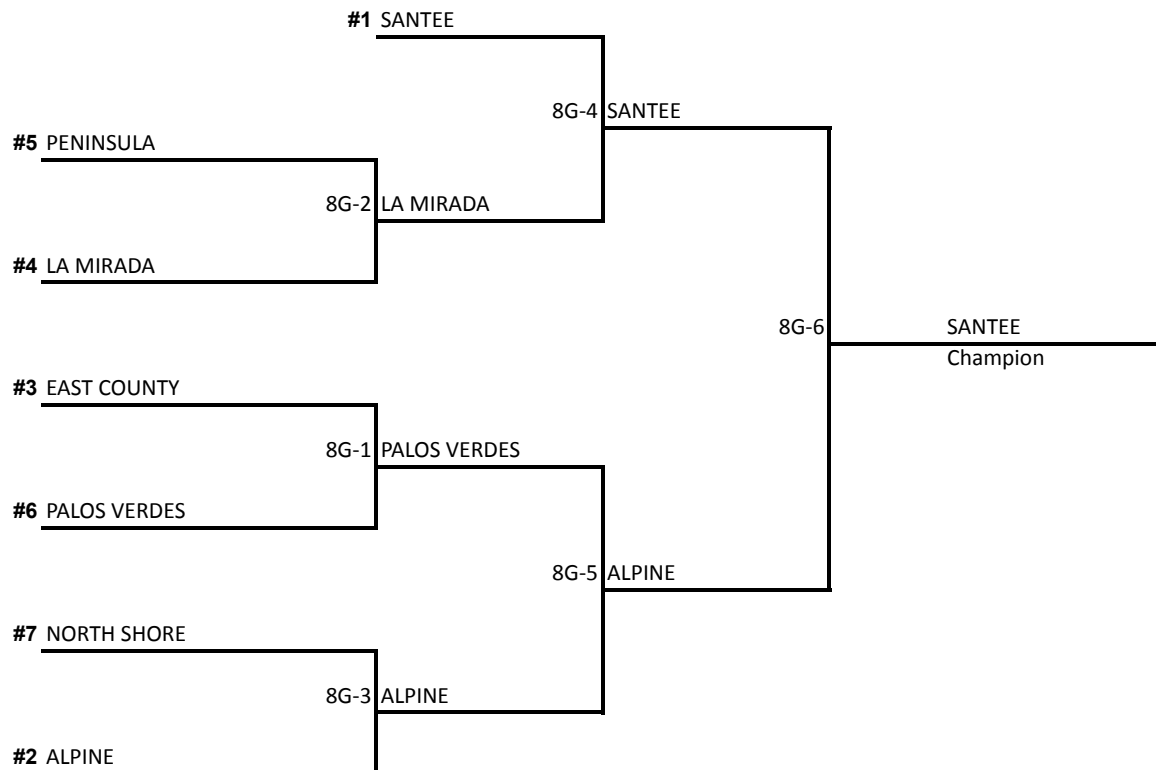 #1 SANTEE
8G-4 SANTEE
#5 PENINSULA
8G-2 LA MIRADA
#4 LA MIRADA
8G-6 SANTEE
Champion
#3 EAST COUNTY
8G-1 PALOS VERDES
#6 PALOS VERDES
8G-5 ALPINE
#7 NORTH SHORE
8G-3 ALPINE
#2 ALPINE